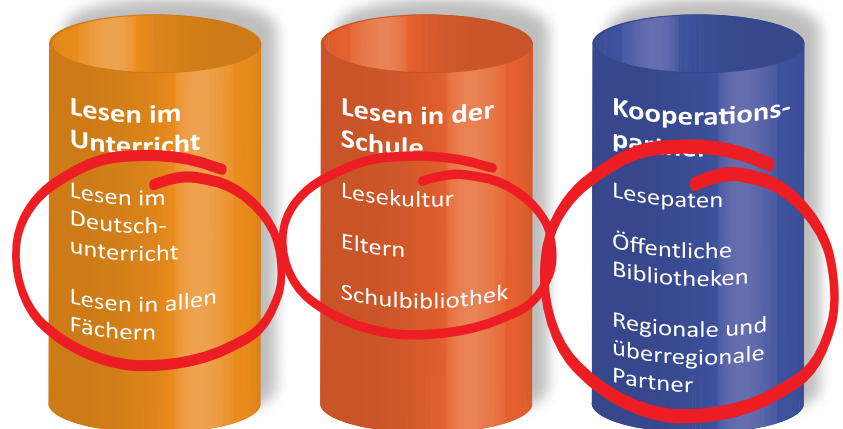 Lesen im
Unterricht
Lesen im
Deutsch-
unterricht
Lesen in allen
Fächern
Lesen in der
Schule
Lesekultur
Eltern
Schulbibliothek
Kooperations-
partner
Lesepaten
Öffentliche
Bibliotheken
Regionale und
überregionale
Partner